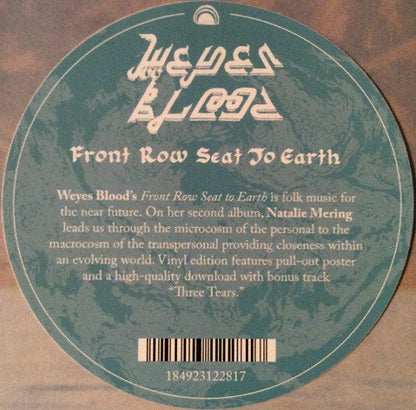 WEYES
BLOOD
Front Row Seat To Earth
Weyes Blood's Front Row Seat to Earth is folk music for
the near future. On her second album, Natalie Mering
leads us through the microcosm of the personal to the
macrocosm of the transpersonal providing closeness within
an evolving world. Vinyl edition features pull-out poster
and a high-quality download with bonus track
"Three Tears."
184923122817